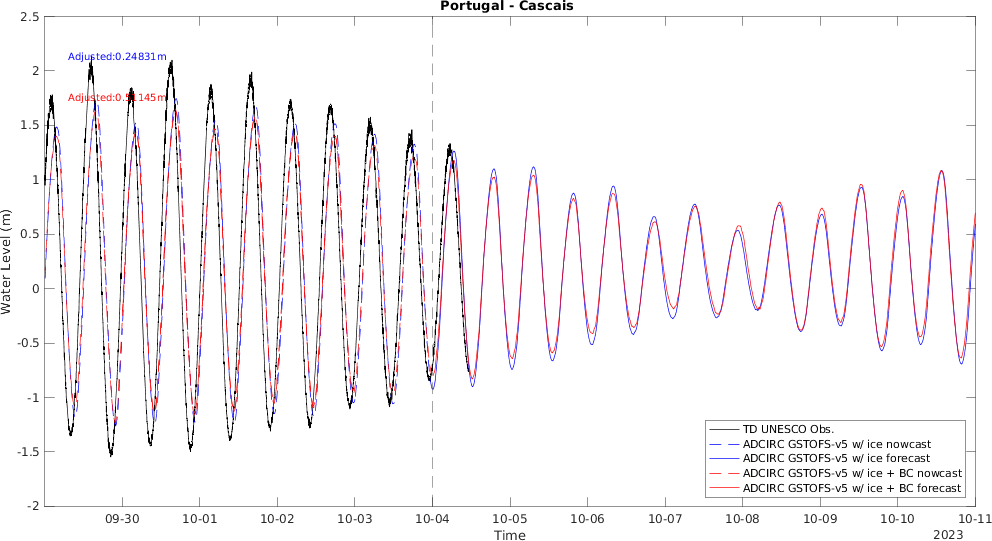 Portugal - Cascais
2.5
2
1.5
1
0.5
0
-0.5
-1
-1.5
-2
Water Level (m)
Adjusted:0.24831m
Adjusted:0.51145m
TD UNESCO Obs.
ADCIRC GSTOFS-v5 w/ ice nowcast
ADCIRC GSTOFS-v5 w/ ice forecast
ADCIRC GSTOFS-v5 w/ ice + BC nowcast
ADCIRC GSTOFS-v5 w/ ice + BC forecast
09-30 10-01 10-02 10-03 10-04 10-05 10-06 10-07 10-08 10-09 10-10 10-11
Time
2023